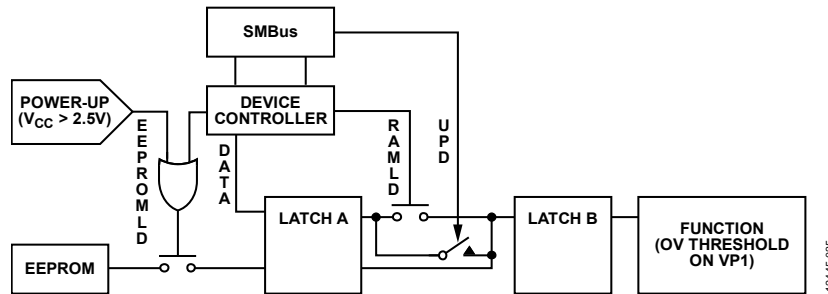 SMBus
POWER-UP
(VCC > 2.5V)
DEVICE
CONTROLLER
EEPROMLD
DATA
RAMLD
UPD
LATCH A
LATCH B
FUNCTION
(OV THRESHOLD
ON VP1)
EEPROM